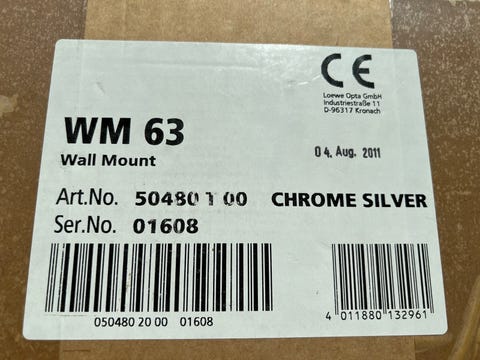 CE
Loewe Opta GmbH
Industriestraße 11
D-96317 Kronach
WM 63
Wall Mount
04. Aug. 2011
Art.No. 50480 T 00 CHROME SILVER
Ser.No. 01608
050480 20 00 01608
4 011880 132961